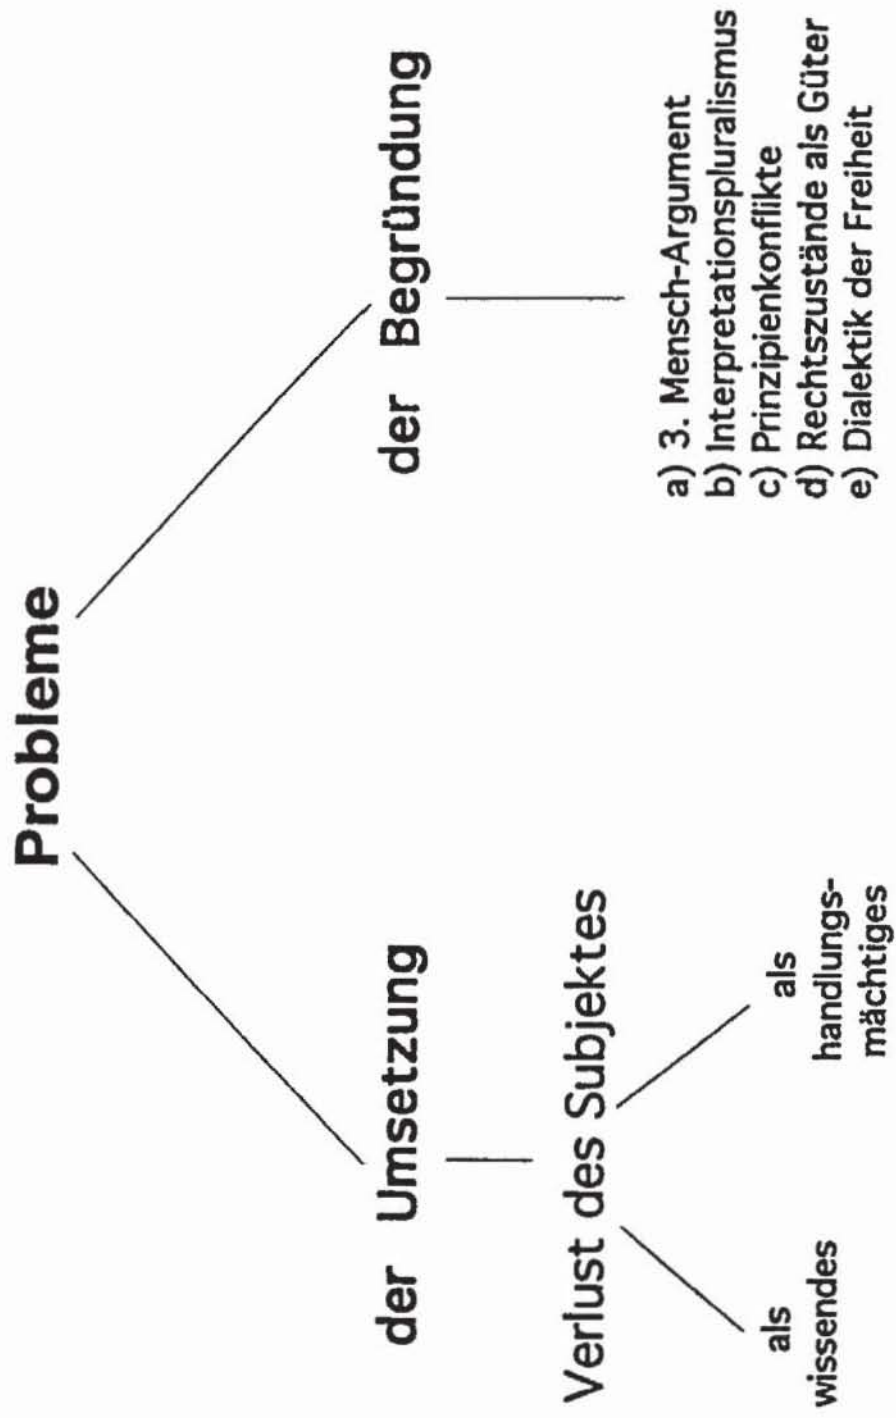 Probleme
der Umsetzung
der Begründung
Verlust des Subjektes
als
wissendes
als
handlungs-
mächtiges
a) 3. Mensch-Argument
b) Interpretationspluralismus
c) Prinzipienkonflikte
d) Rechtszustände als Güter
e) Dialektik der Freiheit